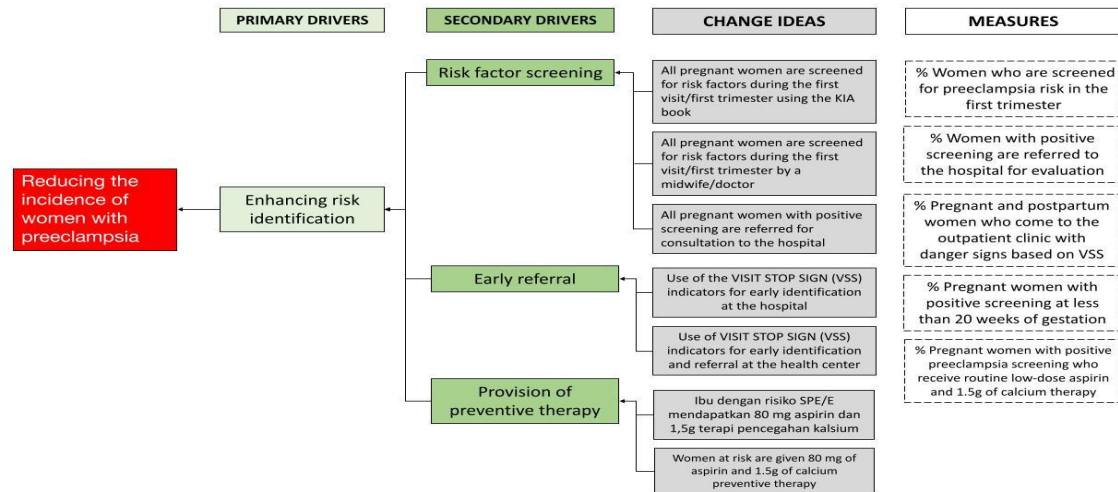 PRIMARY DRIVERS
SECONDARY DRIVERS
CHANGE IDEAS
MEASURES
Reducing the
incidence of
women with
preeclampsia
Enhancing risk
identification
Risk factor screening
All pregnant women are screened
for risk factors during the first
visit/first trimester using the KIA
book
All pregnant women are screened
for risk factors during the first
visit/first trimester by a
midwife/doctor
All pregnant women with positive
screening are referred for
consultation to the hospital
Early referral
Use of the VISIT STOP SIGN (VSS)
indicators for early identification
at the hospital
Use of VISIT STOP SIGN (VSS)
indicators for early identification
and referral at the health center
Provision of
preventive therapy
Ibu dengan risiko SPE/E
mendapatkan 80 mg aspirin dan
1,5g terapi pencegahan kalsium
Women at risk are given 80 mg of
aspirin and 1.5g of calcium
preventive therapy
% Women who are screened
for preeclampsia risk in the
first trimester
% Women with positive
screening are referred to
the hospital for evaluation
% Pregnant and postpartum
women who come to the
outpatient clinic with
danger signs based on VSS
% Pregnant women with
positive screening at less
than 20 weeks of gestation
% Pregnant women with positive
preeclampsia screening who
receive routine low-dose aspirin
and 1.5g of calcium therapy